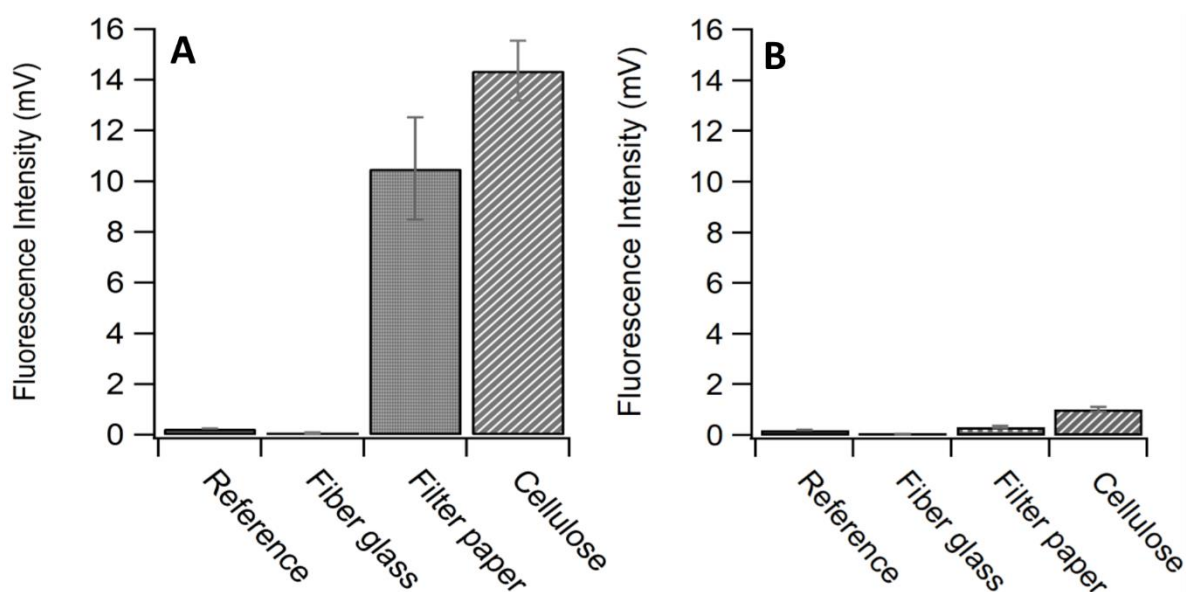 A
Fluorescence Intensity (mV)
16
14
12
10
8
6
4
2
0
Reference
Fiber glass
Filter paper
Cellulose
B
Fluorescence Intensity (mV)
16
14
12
10
8
6
4
2
0
Reference
Fiber glass
Filter paper
Cellulose